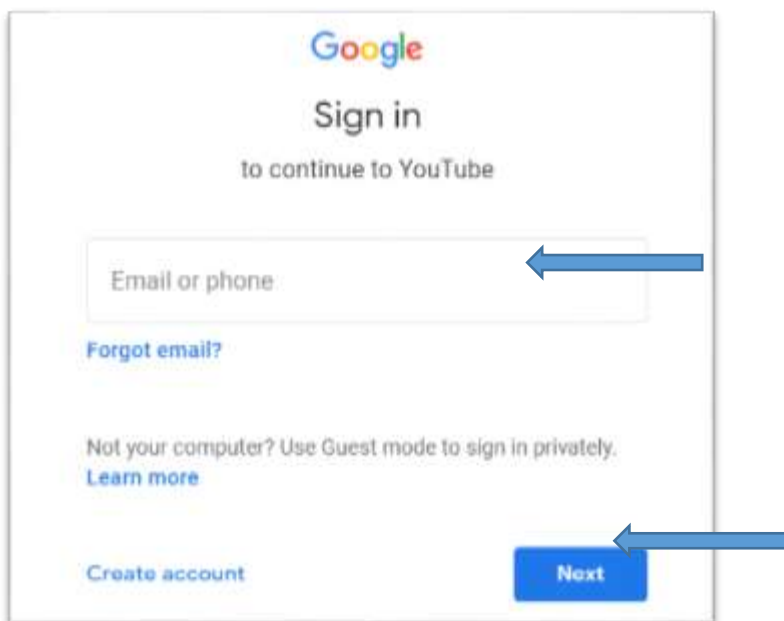 Google
Sign in
to continue to YouTube
Email or phone
Forgot email?
Not your computer? Use Guest mode to sign in privately.
Learn more
Create account
Next